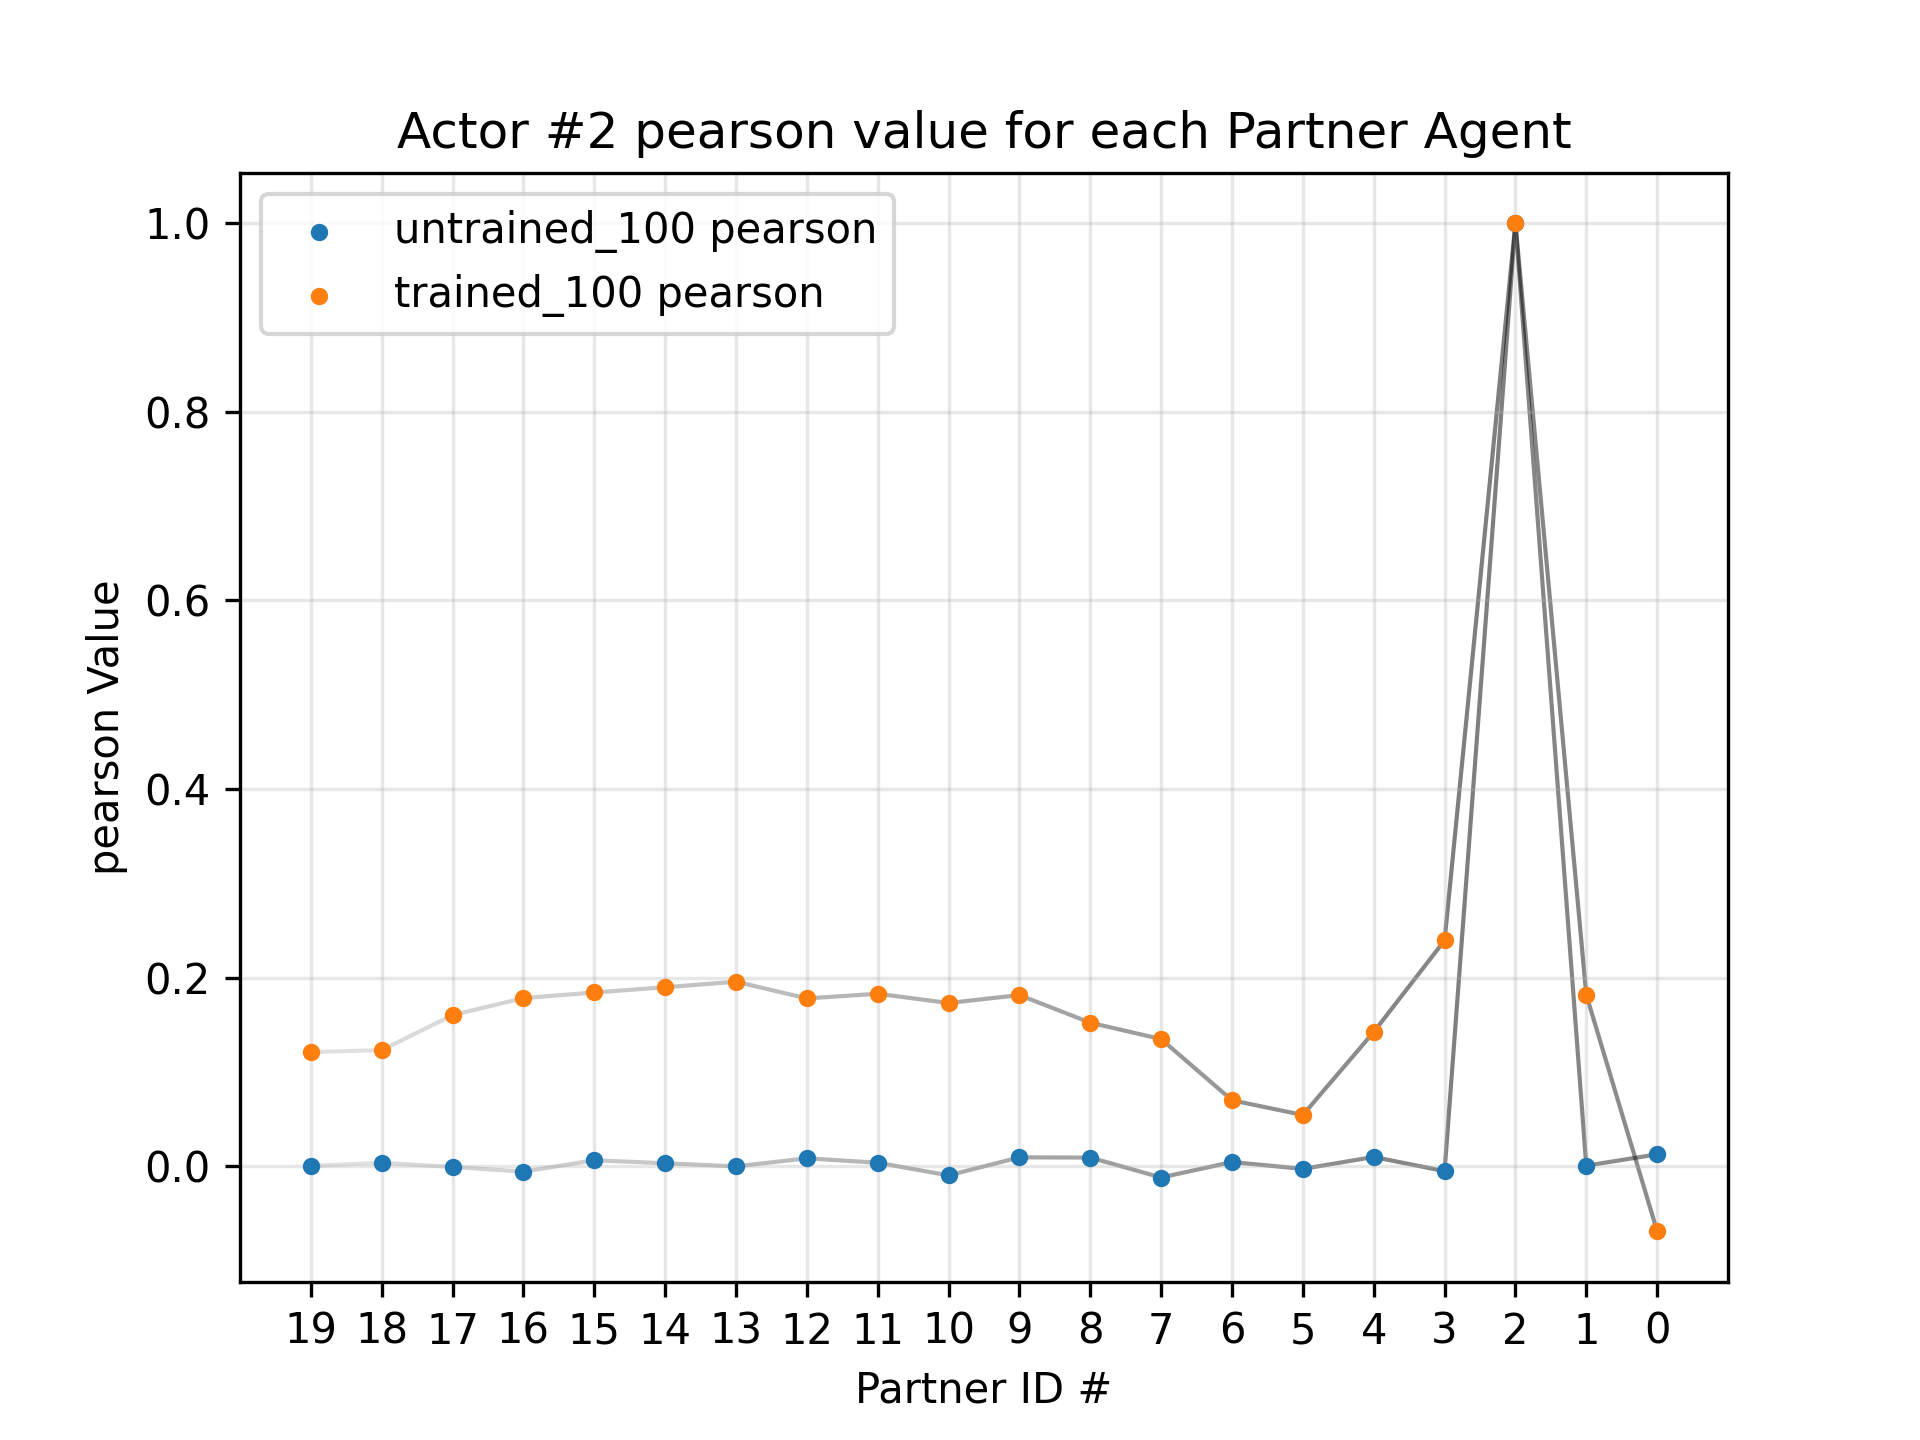 Actor #2 pearson value for each Partner Agent
untrained_100 pearson
trained_100 pearson
pearson Value
1.0
0.8
0.6
0.4
0.2
0.0
19 18 17 16 15 14 13 12 11 10 9 8 7 6 5 4 3 2 1 0
Partner ID #